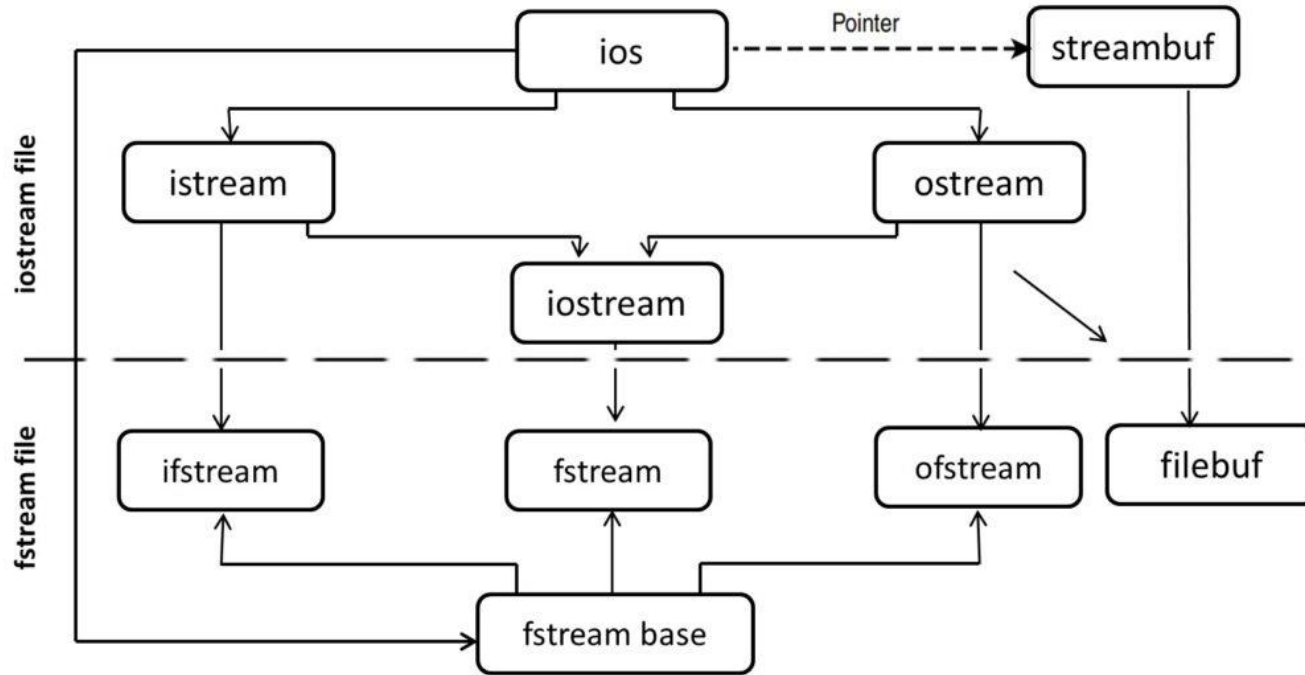 ios
Pointer
streambuf
istream
ostream
iostream
iostream file
ifstream
fstream
ofstream
filebuf
fstream file
fstream base